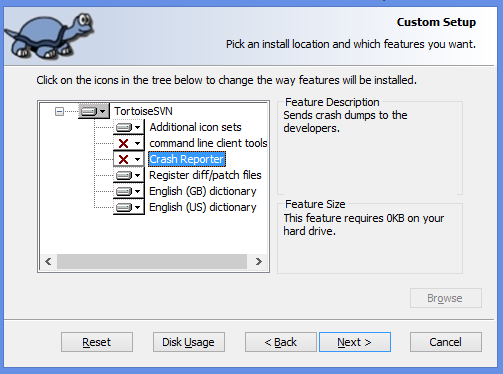 Custom Setup
Pick an install location and which features you want.
Click on the icons in the tree below to change the way features will be installed.
TortoiseSVN
Additional icon sets
command line client tools
Crash Reporter
Register diff/patch files
English (GB) dictionary
English (US) dictionary
Feature Description
Sends crash dumps to the
developers.
Feature Size
This feature requires 0KB on your
hard drive.
Browse
Reset
Disk Usage
< Back
Next >
Cancel